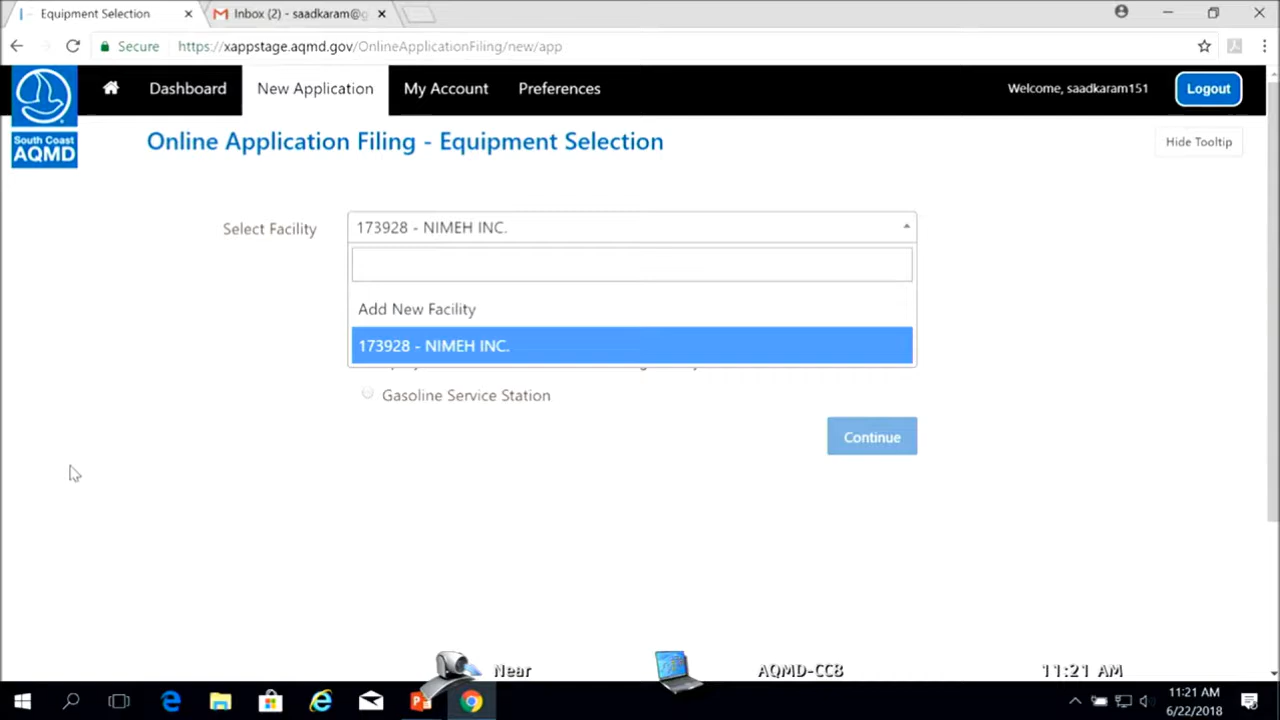 Equipment Selection
Inbox (2) - saadkaram@g
Secure https://xappstage.aqmd.gov/OnlineApplicationFiling/new/app
Dashboard New Application My Account Preferences Welcome, saadkaram151 Logout
South Coast
AQMD
Online Application Filing - Equipment Selection
Hide Tooltip
Select Facility 173928 - NIMEH INC.
Add New Facility
173928 - NIMEH INC.
Gasoline Service Station
Continue
Near AQMD-CC8 11:21 AM
11:21 AM
6/22/2018